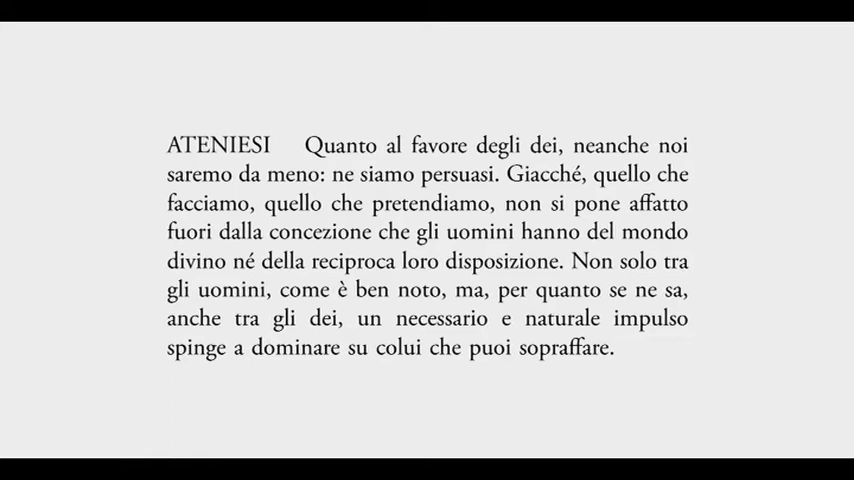 ATENIESI Quanto al favore degli dei, neanche noi
saremo da meno: ne siamo persuasi. Giacché, quello che
facciamo, quello che pretendiamo, non si pone affatto
fuori dalla concezione che gli uomini hanno del mondo
divino né della reciproca loro disposizione. Non solo tra
gli uomini, come è ben noto, ma, per quanto se ne sa,
anche tra gli dei, un necessario e naturale impulso
spinge a dominare su colui che puoi sopraffare.